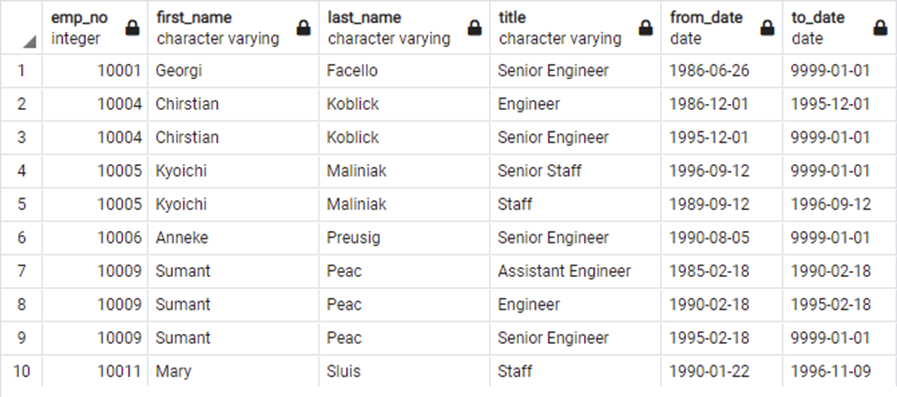 emp_no first_name last_name title from_date to_date
integer character varying character varying character varying date date
1 10001 Georgi Facello Senior Engineer 1986-06-26 9999-01-01
2 10004 Chirstian Koblick Engineer 1986-12-01 1995-12-01
3 10004 Chirstian Koblick Senior Engineer 1995-12-01 9999-01-01
4 10005 Kyoichi Maliniak Senior Staff 1996-09-12 9999-01-01
5 10005 Kyoichi Maliniak Staff 1989-09-12 1996-09-12
6 10006 Anneke Preusig Senior Engineer 1990-08-05 9999-01-01
7 10009 Sumant Peac Assistant Engineer 1985-02-18 1990-02-18
8 10009 Sumant Peac Engineer 1990-02-18 1995-02-18
9 10009 Sumant Peac Senior Engineer 1995-02-18 9999-01-01
10 10011 Mary Sluis Staff 1990-01-22 1996-11-09